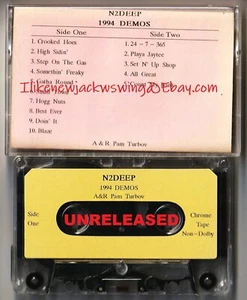 N2DEEP
1994 DEMOS
Side One
Side Two
1. Crooked Hoes
2. High Sidin'
3. Step On The Gas
4. Somethin' Freaky
5. Gotha Round
7. Hogg Nuts
8. Best Ever
9. Doin' It
10. Blaze
1. 24 - 7 - 365
2. Playa Jaytee
3. Set N' Up Shop
4. All Great
A&R Pam Turbov
Ilikenewjackswing@Ebay.com
N2DEEP
1994 DEMOS
A&R Pam Turbov
Side
One
UNRELEASED
Chrome
Tape
Non-Dolby